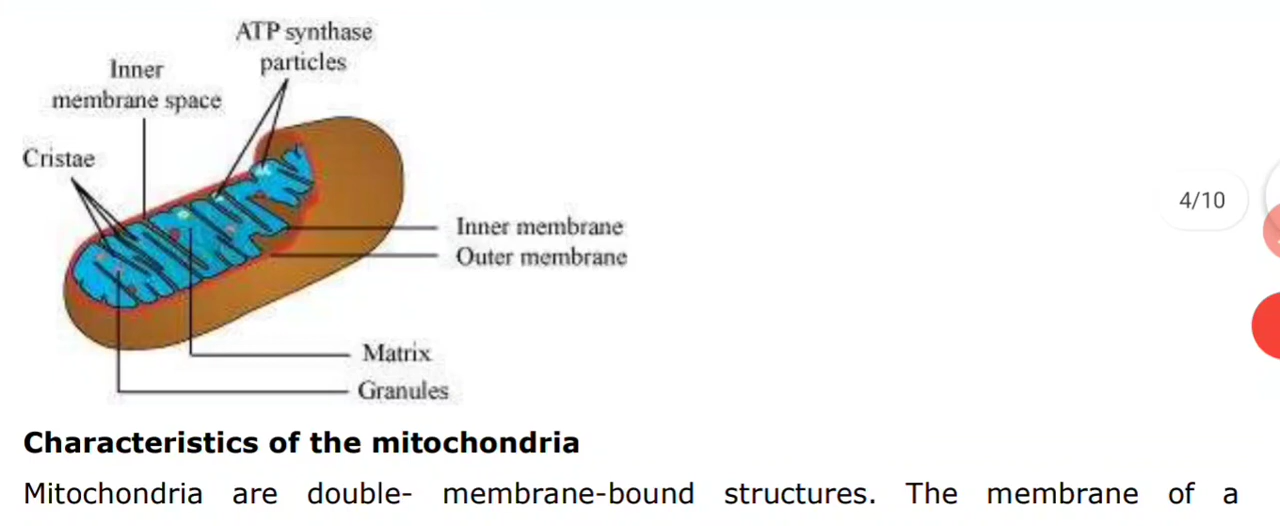 ATP synthase
particles
Inner
membrane space
Cristae
4/10
Inner membrane
Outer membrane
Matrix
Granules
Characteristics of the mitochondria
Mitochondria are double- membrane-bound structures. The membrane of a